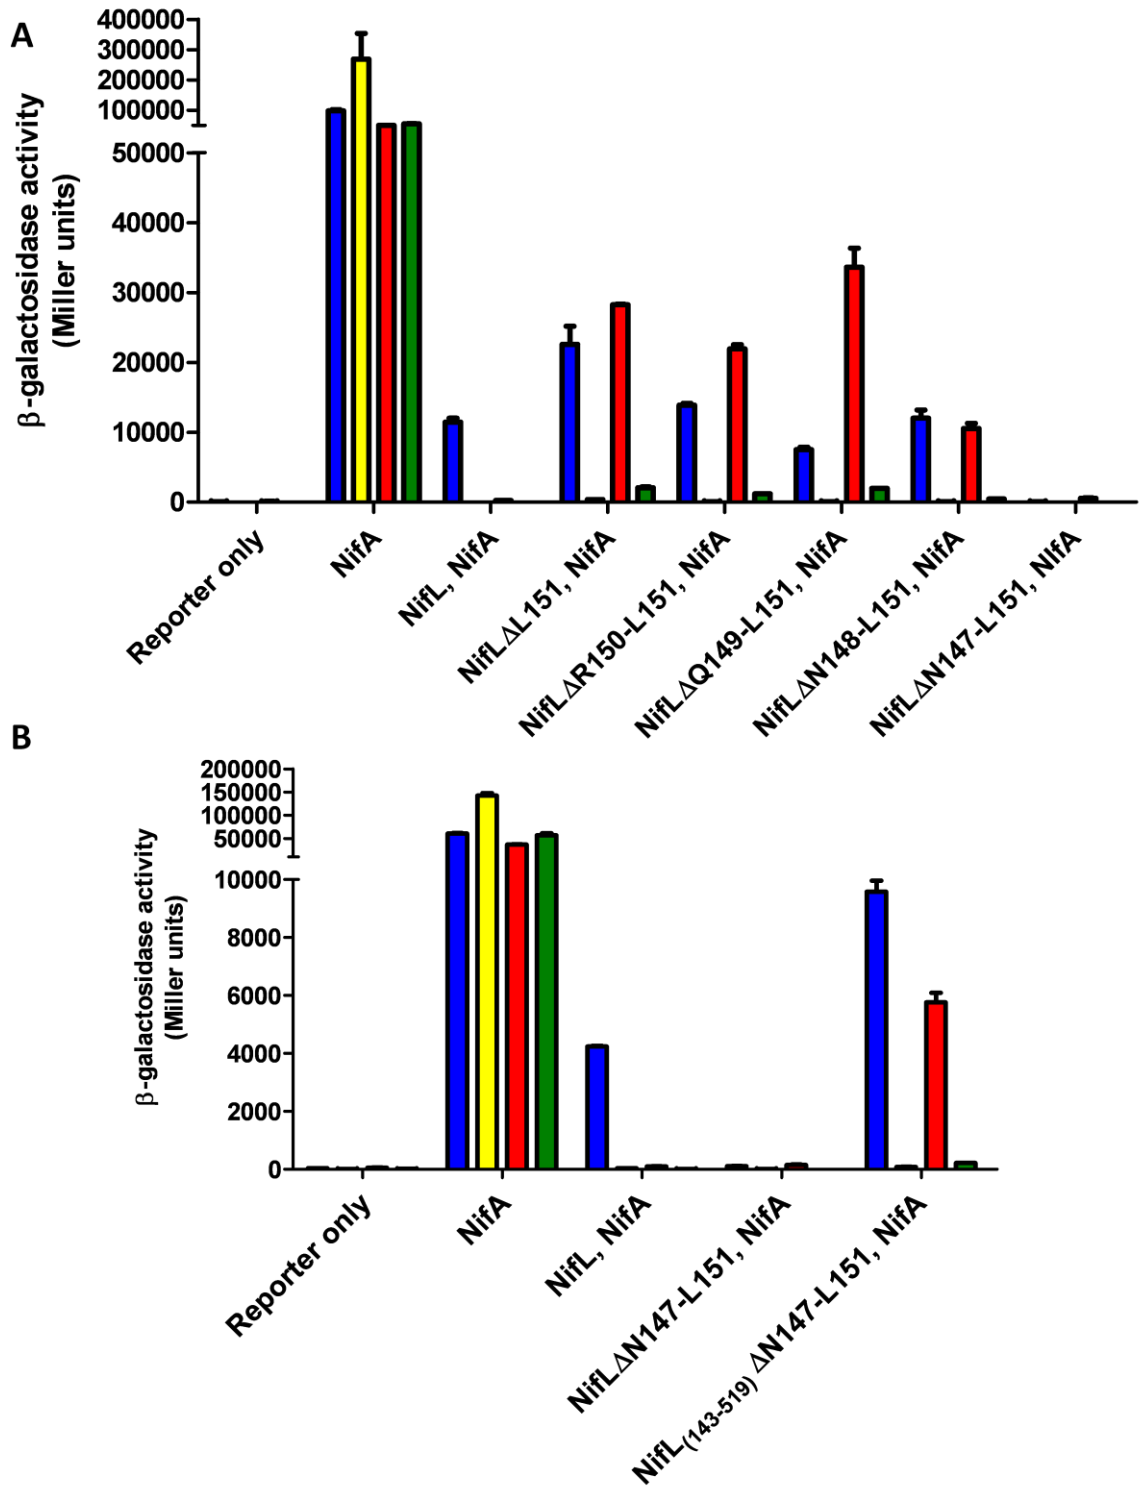 A
β-galactosidase activity
(Miller units)
400000
300000
200000
100000
50000
40000
30000
20000
10000
0
Reporter only
NifA
NifL, NifA
NifLΔL151, NifA
NifLΔR150-L151, NifA
NifLΔQ149-L151, NifA
NifLΔN148-L151, NifA
NifLΔN147-L151, NifA
B
β-galactosidase activity
(Miller units)
200000
150000
100000
50000
10000
8000
6000
4000
2000
0
Reporter only
NifA
NifL, NifA
NifLΔN147-L151, NifA
NifL(143-519) ΔN147-L151, NifA